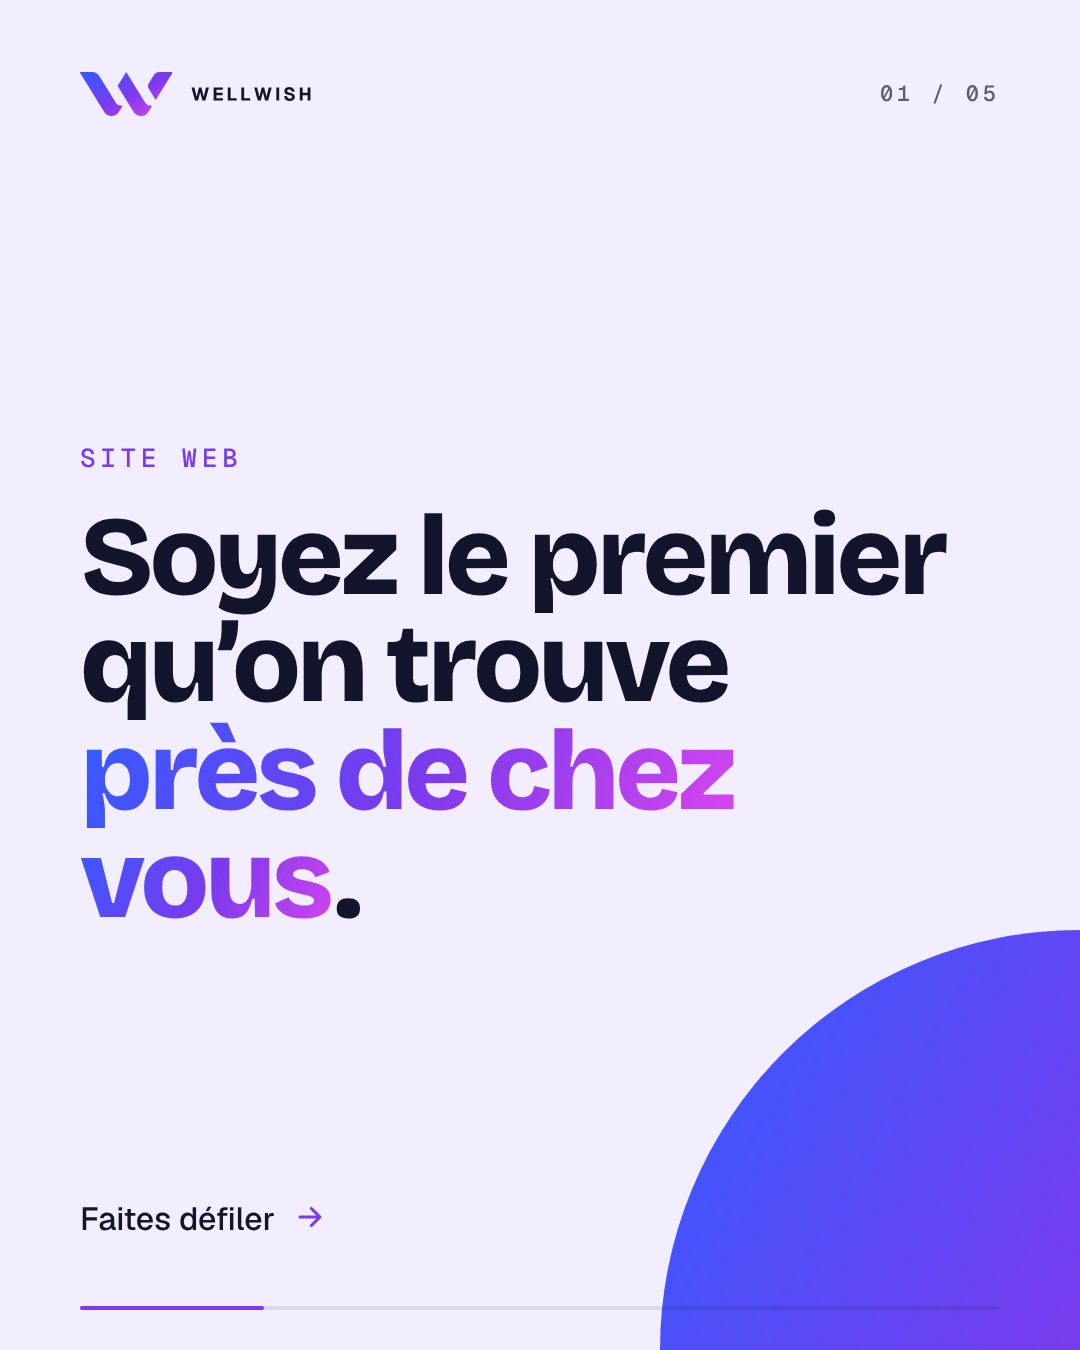 WELLWISH
01 / 05
SITE WEB
Soyez le premier
qu’on trouve
près de chez
vous.
Faites défiler →